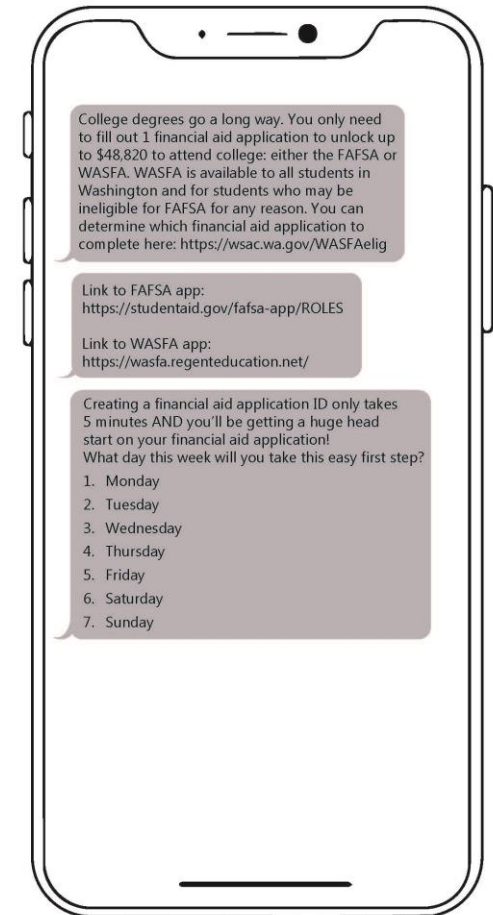 College degrees go a long way. You only need
to fill out 1 financial aid application to unlock up
to $48,820 to attend college: either the FAFSA or
WASFA. WASFA is available to all students in
Washington and for students who may be
ineligible for FAFSA for any reason. You can
determine which financial aid application to
complete here: https://wsac.wa.gov/WASFAelig
Link to FAFSA app:
https://studentaid.gov/fafsa-app/ROLES
Link to WASFA app:
https://wasfa.regenteducation.net/
Creating a financial aid application ID only takes
5 minutes AND you'll be getting a huge head
start on your financial aid application!
What day this week will you take this easy first step?
1. Monday
2. Tuesday
3. Wednesday
4. Thursday
5. Friday
6. Saturday
7. Sunday